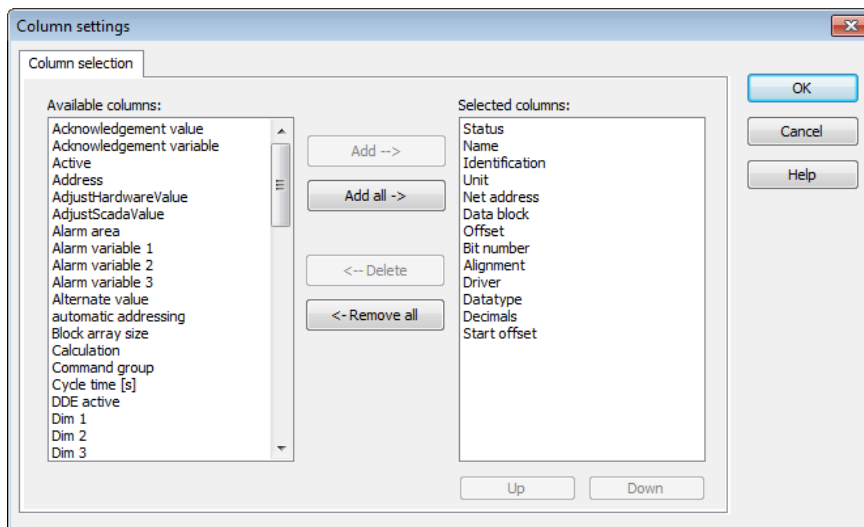 Column settings
Column selection
Available columns:
Acknowledgement value
Acknowledgement variable
Active
Address
AdjustHardwareValue
AdjustScadaValue
Alarm area
Alarm variable 1
Alarm variable 2
Alarm variable 3
Alternate value
automatic addressing
Block array size
Calculation
Command group
Cycle time [s]
DDE active
Dim 1
Dim 2
Dim 3
Add -->
Add all ->
<-- Delete
<- Remove all
Selected columns:
Status
Name
Identification
Unit
Net address
Data block
Offset
Bit number
Alignment
Driver
Datatype
Decimals
Start offset
Up
Down
OK
Cancel
Help